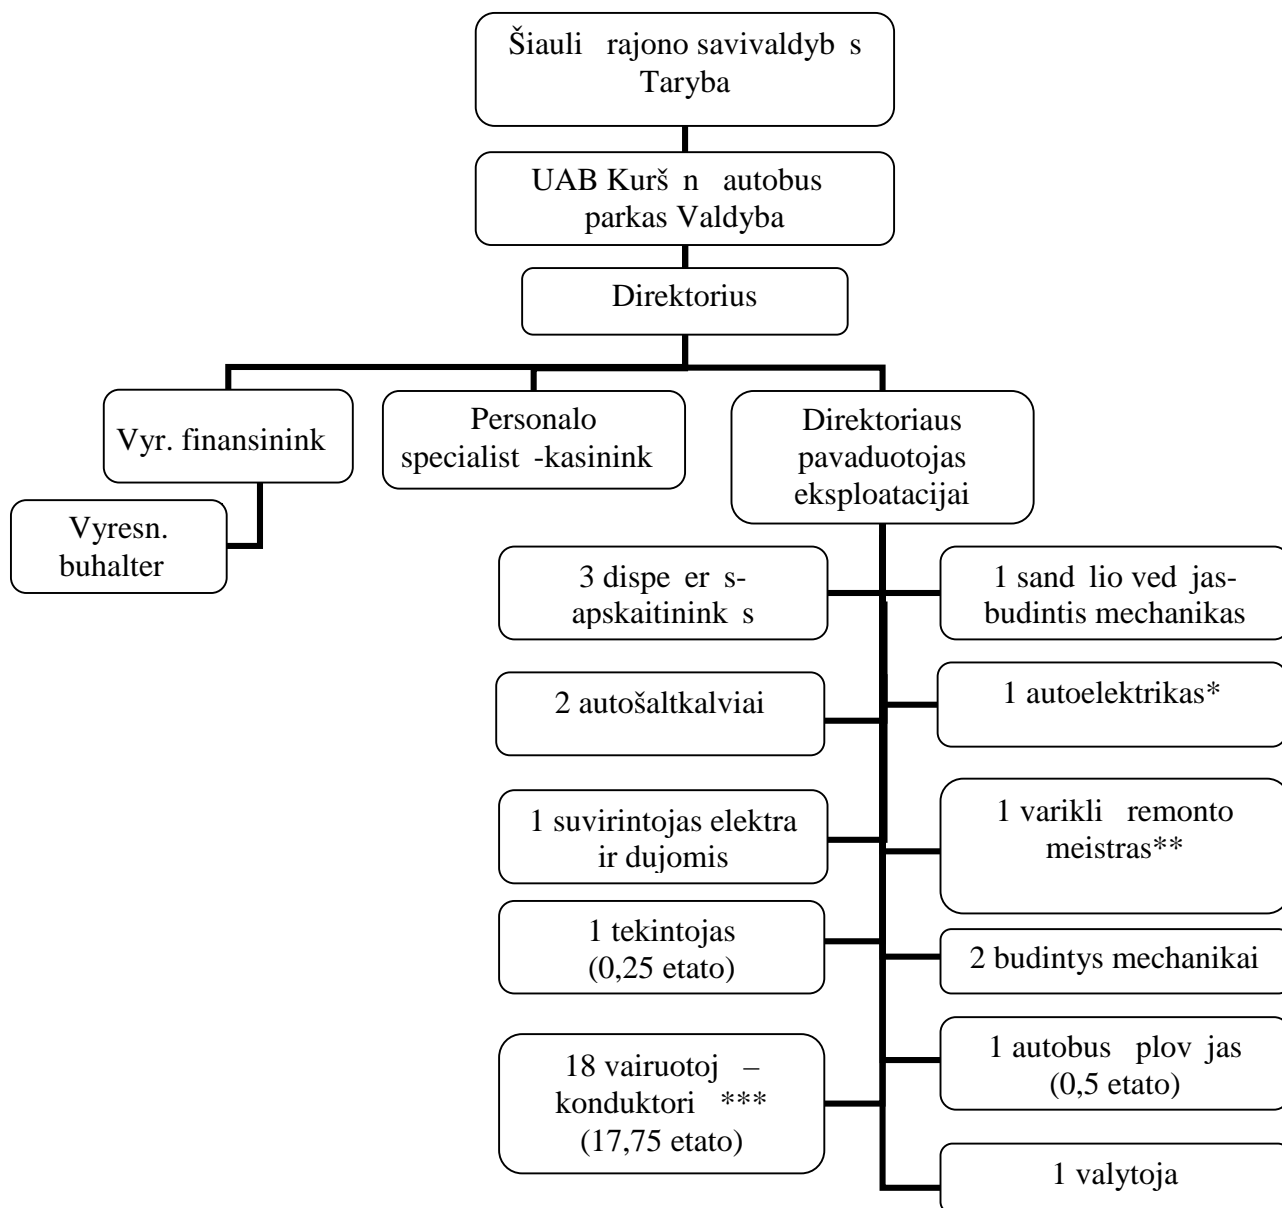 Šiauli rajono savivaldyb s
Taryba
UAB Kurš n autobus
parkas Valdyba
Direktorius
Vyr. finansinink
Personalo
specialist -kasinink
Direktoriaus
pavaduotojas
eksploatacijai
Vyresn.
buhalter
3 dispe er s-
apskaitinink s
1 sand lio ved jas-
budintis mechanikas
2 autošaltkalviai
1 autoelektrikas*
1 suvirintojas elektra
ir dujomis
1 varikli remonto
meistras**
1 tekintojas
(0,25 etato)
2 budintys mechanikai
18 vairuotoj –
konduktori ***
(17,75 etato)
1 autobus plov jas
(0,5 etato)
1 valytoja